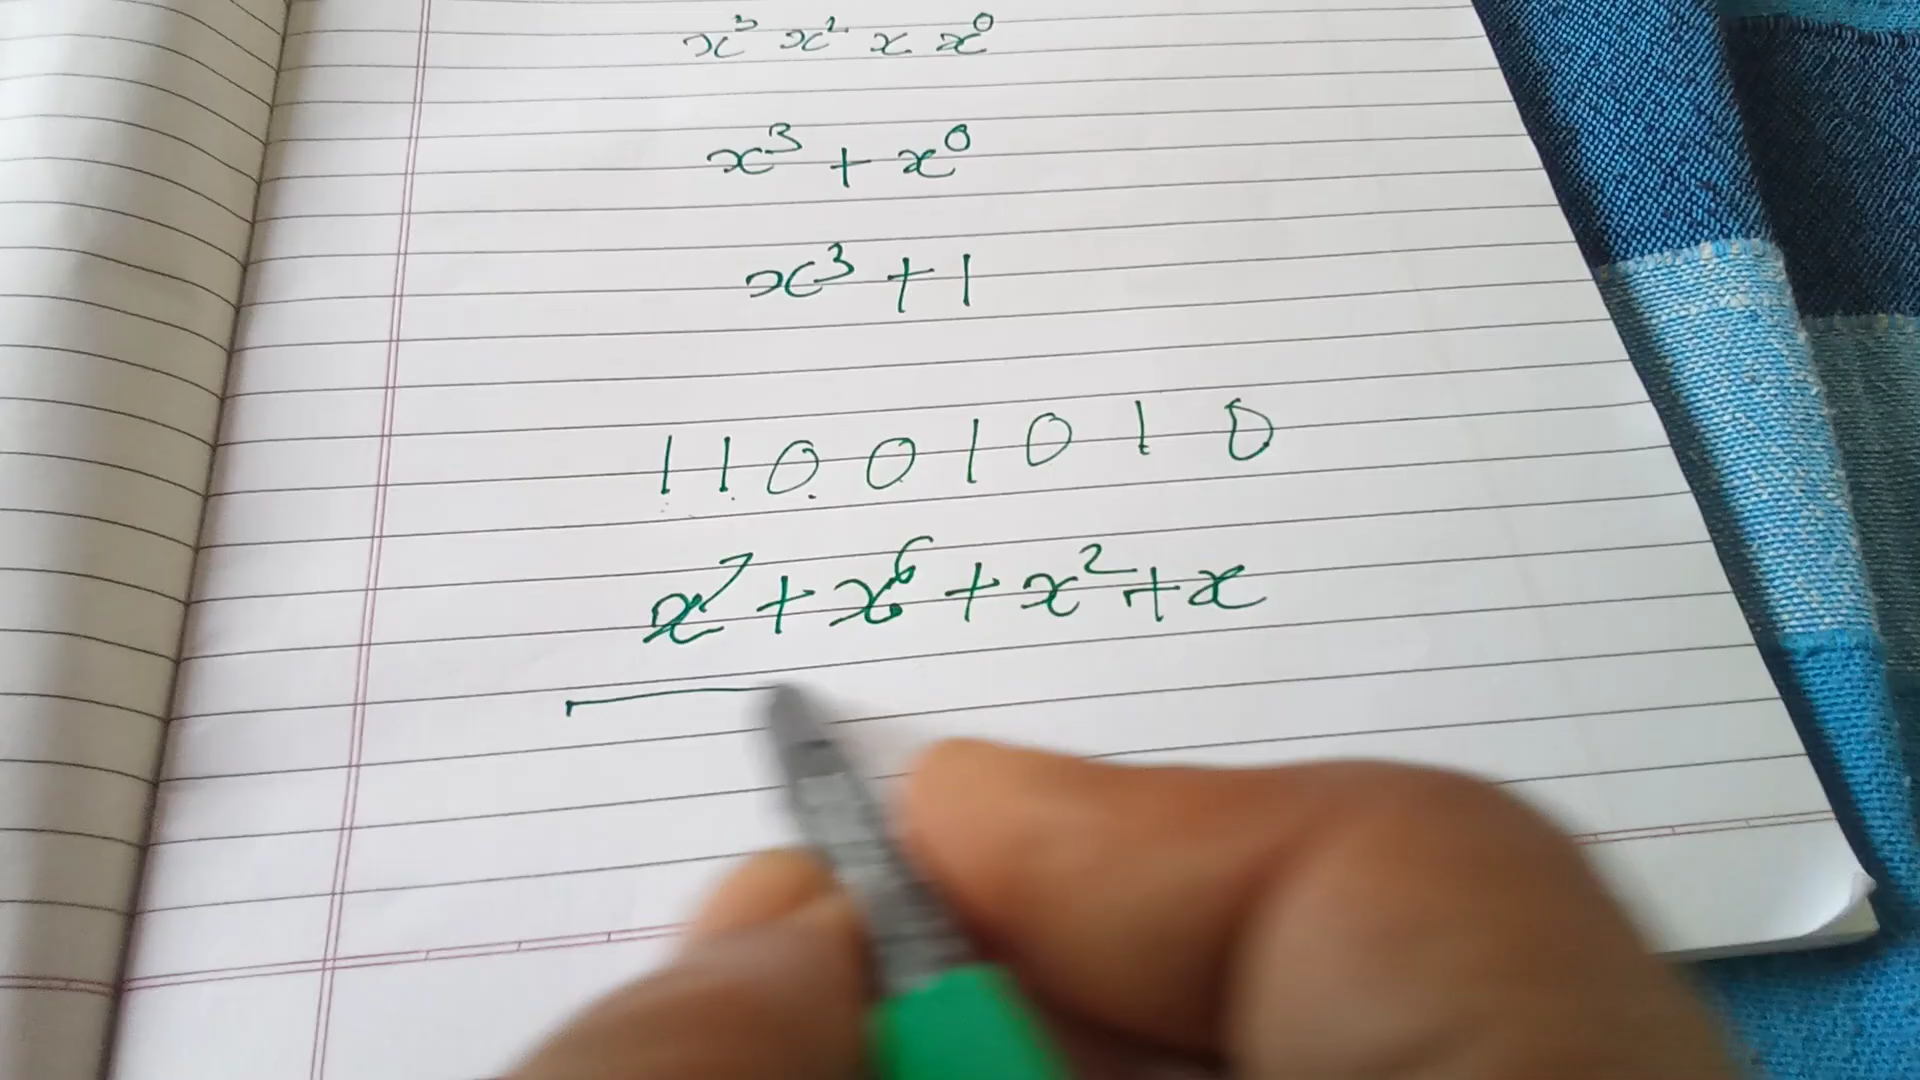 x³ x² x x⁰
x³ + x⁰
x³ + 1
1 1 0 0 1 0 1 0
x⁷ + x⁶ + x² + x